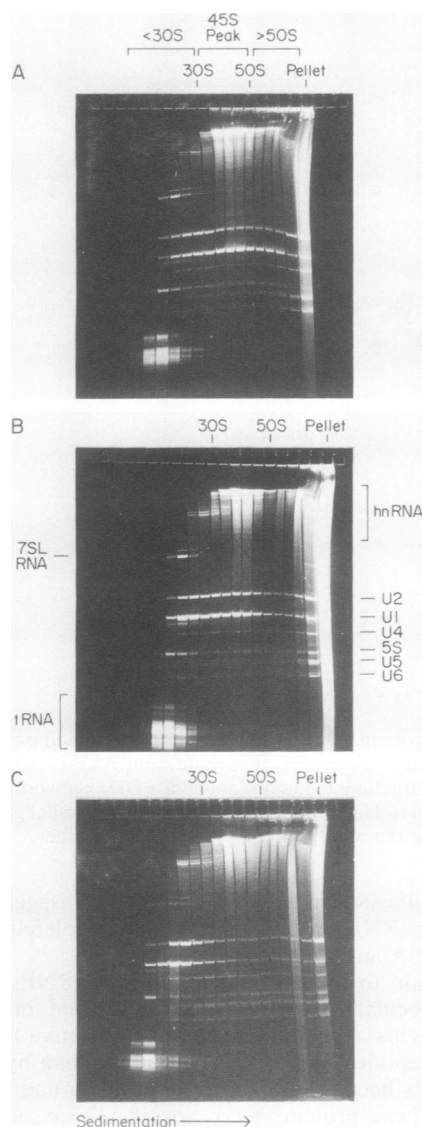 45S
<30S Peak >50S
30S 50S Pellet
A
B
30S 50S Pellet
hnRNA
7SL
RNA
U2
U1
U4
5S
U5
U6
tRNA
C
30S 50S Pellet
Sedimentation